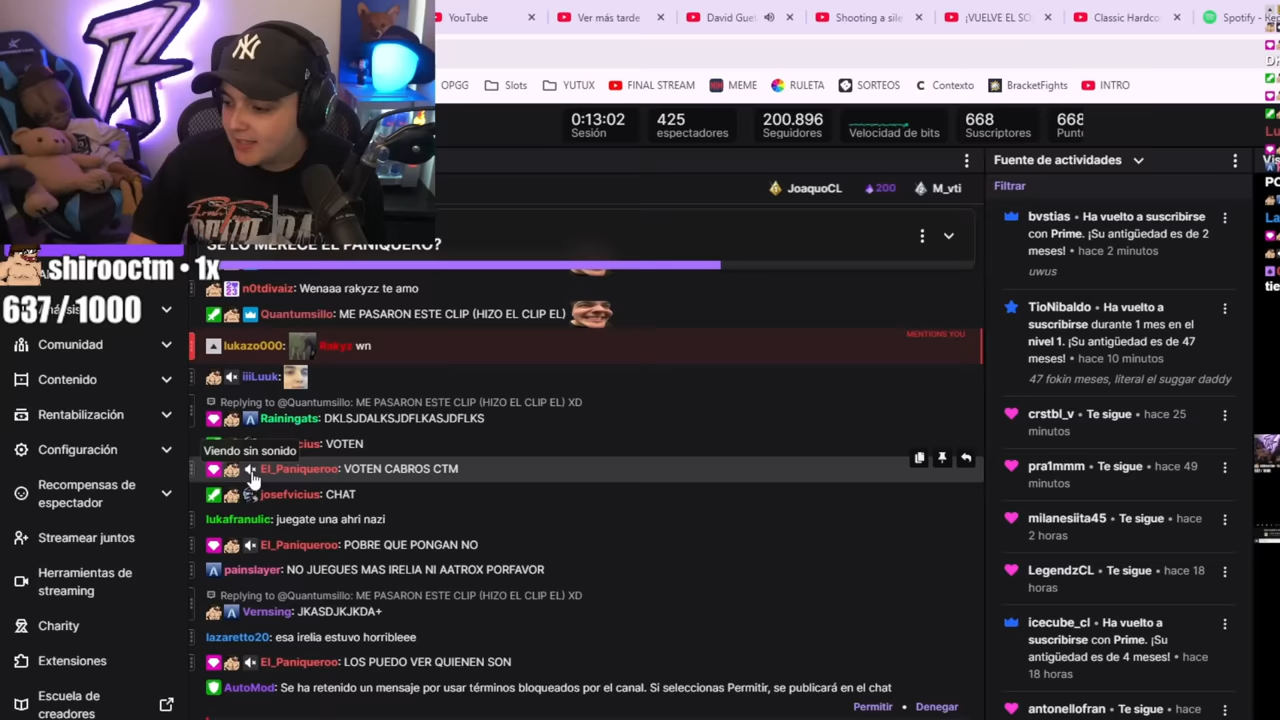 YouTube
Ver más tarde
David Gue
Shooting a sile
¡VUELVE EL SO
Classic Hardco
Spotify - Re
OPGG
Slots
YUTUX
FINAL STREAM
MEME
RULETA
SORTEOS
Contexto
BracketFights
INTRO
0:13:02
Sesión
425
espectadores
200.896
Seguidores
Velocidad de bits
668
Suscriptores
668
Punto
JoaquoCL
200
M_vti
SE LO MERECE EL PANIQUERO?
shirooctm • 1x
637/1000
n0tdivaiz: Wenaaa rakyzz te amo
Quantumsillo: ME PASARON ESTE CLIP (HIZO EL CLIP EL)
MENTIONS YOU
lukazo000: Rakyz wn
iiiLuuk:
Replying to @Quantumsillo: ME PASARON ESTE CLIP (HIZO EL CLIP EL) XD
Rainingats: DKLSJDALKSJDFLKASJDFLKS
cius: VOTEN
Viendo sin sonido
El_Paniqueroo: VOTEN CABROS CTM
josefvicius: CHAT
lukafranulic: juegate una ahri nazi
El_Paniqueroo: POBRE QUE PONGAN NO
painslayer: NO JUEGUES MAS IRELIA NI AATROX PORFAVOR
Replying to @Quantumsillo: ME PASARON ESTE CLIP (HIZO EL CLIP EL) XD
Vernsing: JKASDJKJKDA+
lazaretto20: esa irelia estuvo horribleee
El_Paniqueroo: LOS PUEDO VER QUIENES SON
AutoMod: Se ha retenido un mensaje por usar términos bloqueados por el canal. Si seleccionas Permitir, se publicará en el chat
Permitir • Denegar
Comunidad
Contenido
Rentabilización
Configuración
Recompensas de
espectador
Streamear juntos
Herramientas de
streaming
Charity
Extensiones
Escuela de
creadores
Fuente de actividades
Filtrar
bvstias • Ha vuelto a suscribirse
con Prime. ¡Su antigüedad es de 2
meses! • hace 2 minutos
uwus
TioNibaldo • Ha vuelto a
suscribirse durante 1 mes en el
nivel 1. ¡Su antigüedad es de 47
meses! • hace 10 minutos
47 fokin meses, literal el suggar daddy
crstbl_v • Te sigue • hace 25
minutos
pra1mmm • Te sigue • hace 49
minutos
milanesiita45 • Te sigue • hace
2 horas
LegendzCL • Te sigue • hace 18
horas
icecube_cl • Ha vuelto a
suscribirse con Prime. ¡Su
antigüedad es de 4 meses! • hace
18 horas
antonellofran • Te sigue • hace